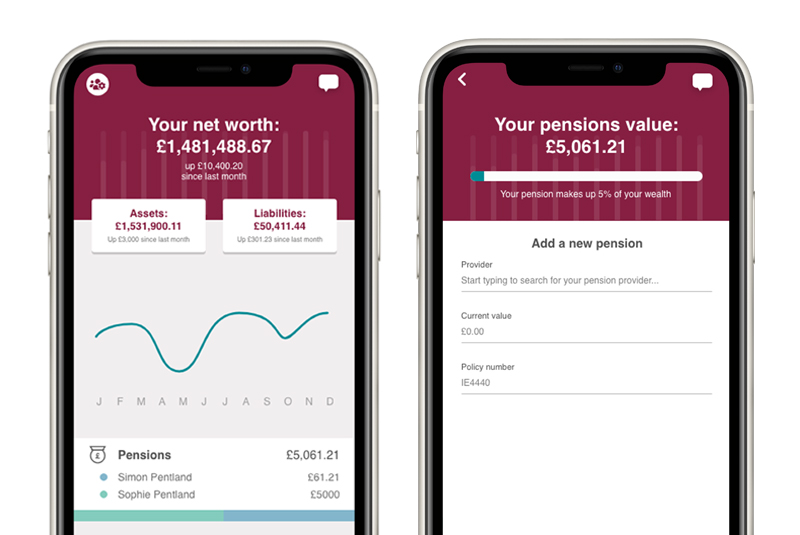 Your net worth:
£1,481,488.67
up £10,400.20
since last month
Assets:
£1,531,900.11
Up £3.000 since last month
Liabilities:
£50,411.44
Up £301.23 since last month
J F M A M J J A S O N D
£
Pensions £5,061.21
Simon Pentland £61.21
Sophie Pentland £5000
Your pensions value:
£5,061.21
Your pension makes up 5% of your wealth
Add a new pension
Provider
Start typing to search for your pension provider...
Current value
£0.00
Policy number
IE4440